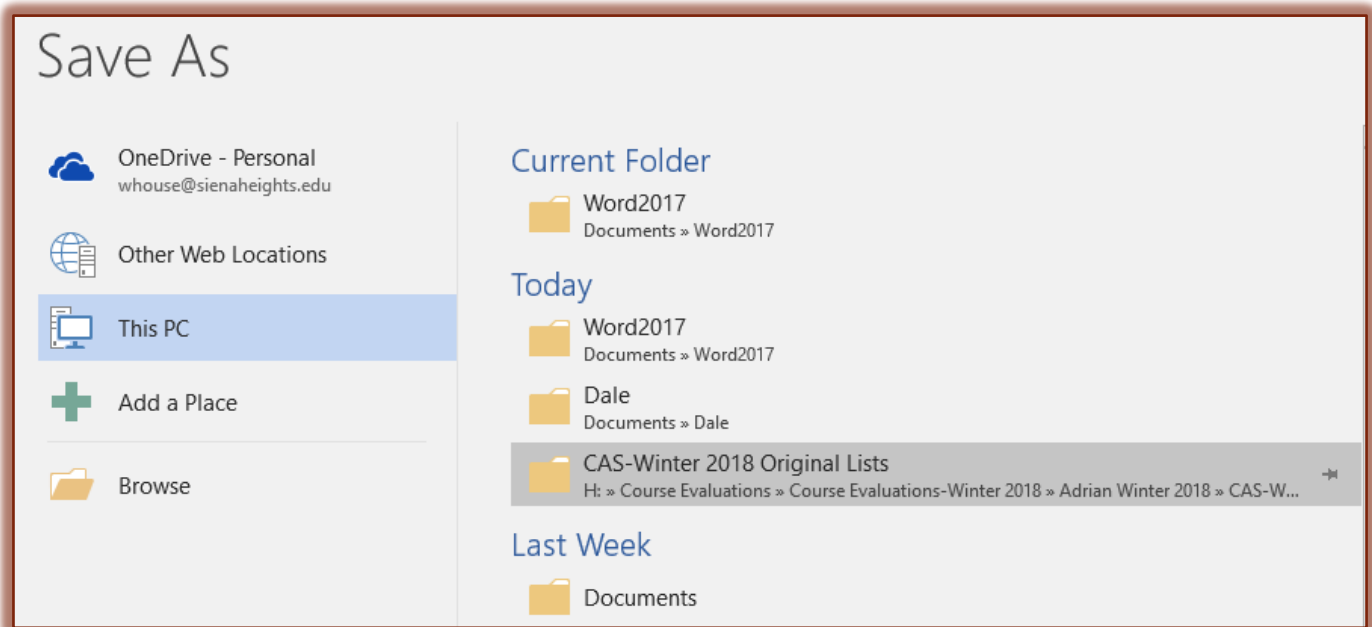 Save As
OneDrive - Personal
whouse@sienaheights.edu
Other Web Locations
This PC
Add a Place
Browse
Current Folder
Word2017
Documents » Word2017
Today
Word2017
Documents » Word2017
Dale
Documents » Dale
CAS-Winter 2018 Original Lists
H: » Course Evaluations » Course Evaluations-Winter 2018 » Adrian Winter 2018 » CAS-W...
Last Week
Documents